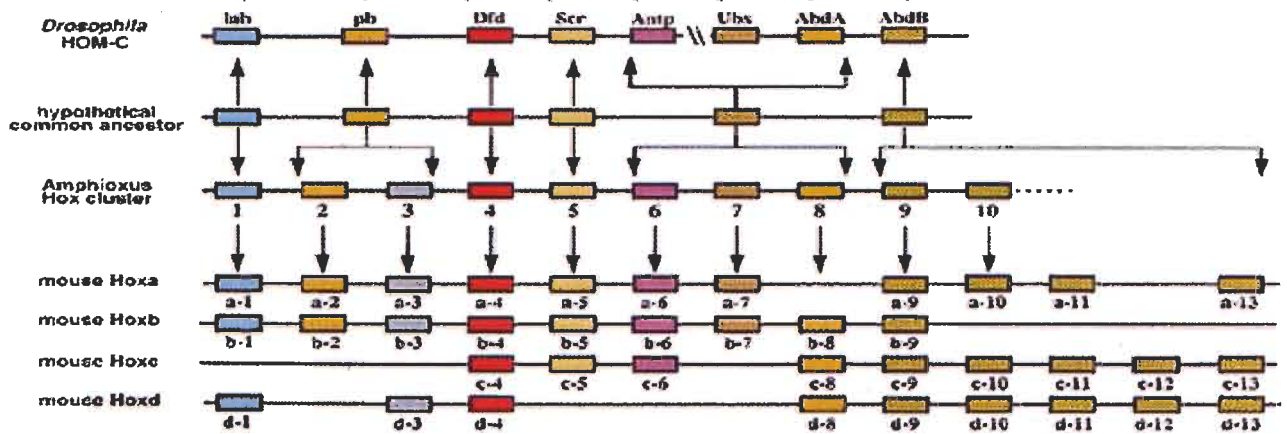 lab pb Dfd Scr Antp Ubx AbdA AbdB
Drosophila
HOM-C
hypothetical
common ancestor
Amphioxus
Hox cluster
1 2 3 4 5 6 7 8 9 10
mouse Hoxa
a-1 a-2 a-3 a-4 a-5 a-6 a-7 a-9 a-10 a-11 a-13
mouse Hoxb
b-1 b-2 b-3 b-4 b-5 b-6 b-7 b-8 b-9
mouse Hoxc
c-4 c-5 c-6 c-8 c-9 c-10 c-11 c-12 c-13
mouse Hoxd
d-1 d-3 d-4 d-8 d-9 d-10 d-11 d-12 d-13